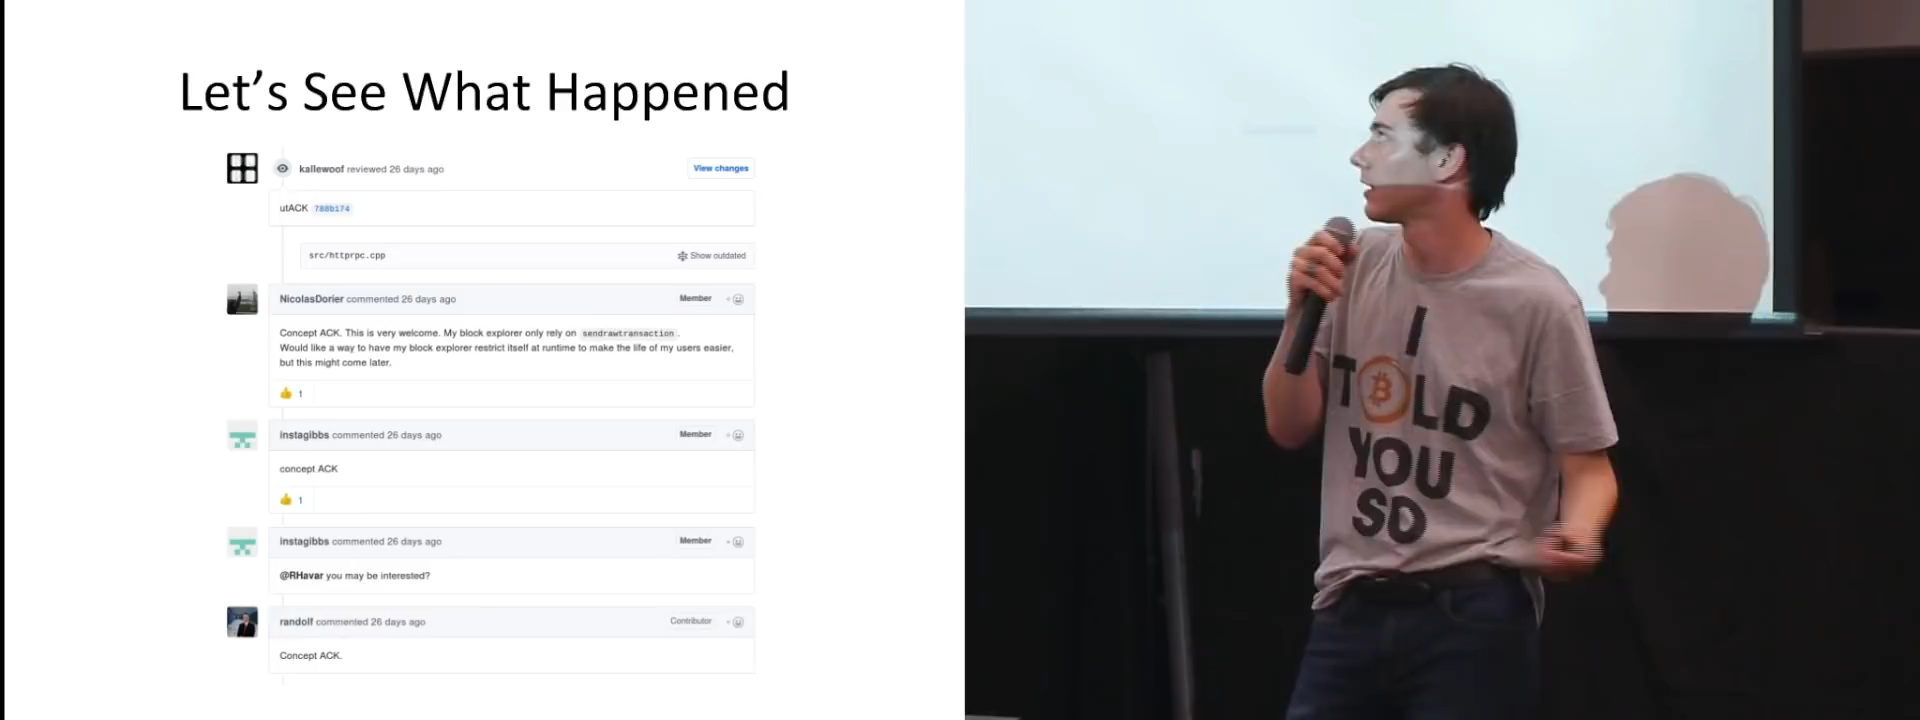 Let's See What Happened
kallewoof reviewed 26 days ago
View changes
utACK 788b174
src/httprpc.cpp
Show outdated
NicolasDorier commented 26 days ago
Member
Concept ACK. This is very welcome. My block explorer only rely on sendrawtransaction.
Would like a way to have my block explorer restrict itself at runtime to make the life of my users easier,
but this might come later.
1
instagibbs commented 26 days ago
Member
concept ACK
1
instagibbs commented 26 days ago
Member
@RHavar you may be interested?
randolf commented 26 days ago
Contributor
Concept ACK.
I
T₿LD
YOU
SO